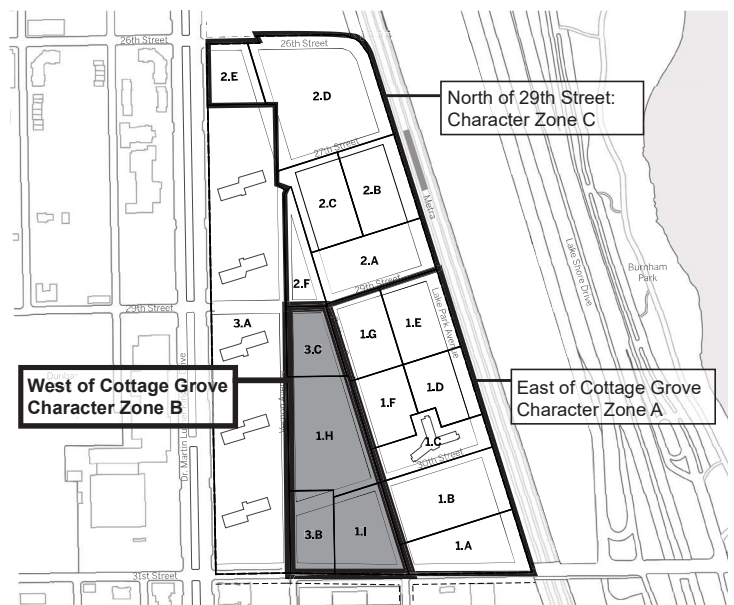 26th Street
26th Street
2.E
2.D
North of 29th Street:
Character Zone C
27th Street
2.C
2.B
Metra
2.A
Lake Shore Drive
Burnham
Park
2.F
29th Street
29th Street
3.A
1.G
1.E
Lake Park Avenue
3.C
West of Cottage Grove
Character Zone B
1.F
1.D
East of Cottage Grove
Character Zone A
Dr. Martin Luther King Drive
1.H
1.C
30th Street
1.B
3.B
1.I
1.A
31st Street